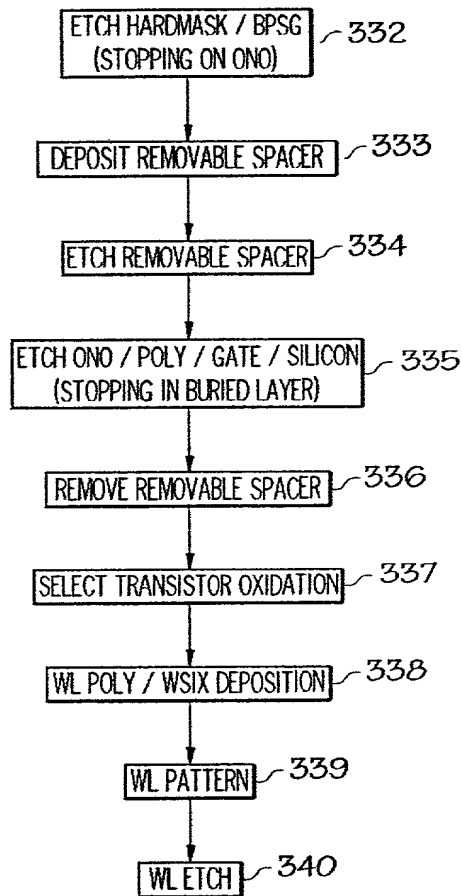 ETCH HARDMASK / BPSG
(STOPPING ON ONO)
332
DEPOSIT REMOVABLE SPACER
333
ETCH REMOVABLE SPACER
334
ETCH ONO / POLY / GATE / SILICON
(STOPPING IN BURIED LAYER)
335
REMOVE REMOVABLE SPACER
336
SELECT TRANSISTOR OXIDATION
337
WL POLY / WSIX DEPOSITION
338
WL PATTERN
339
WL ETCH
340